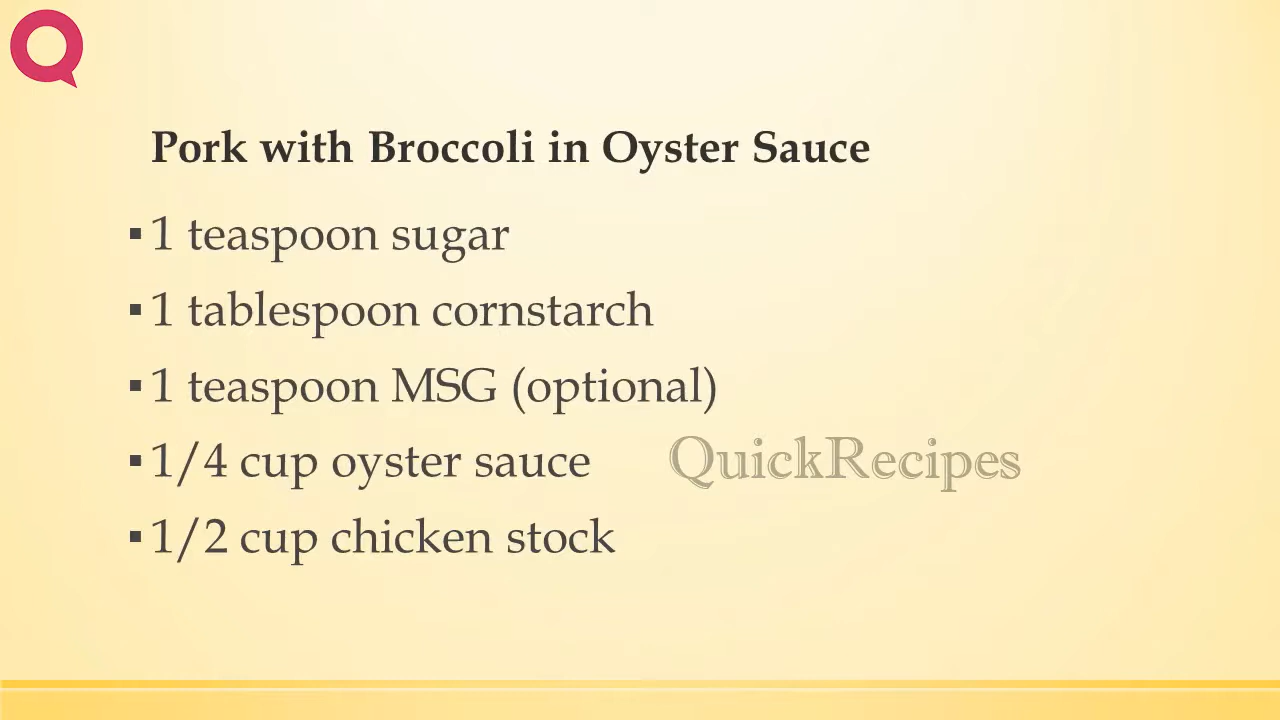 Pork with Broccoli in Oyster Sauce
▪ 1 teaspoon sugar
▪ 1 tablespoon cornstarch
▪ 1 teaspoon MSG (optional)
▪ 1/4 cup oyster sauce
QuickRecipes
▪ 1/2 cup chicken stock